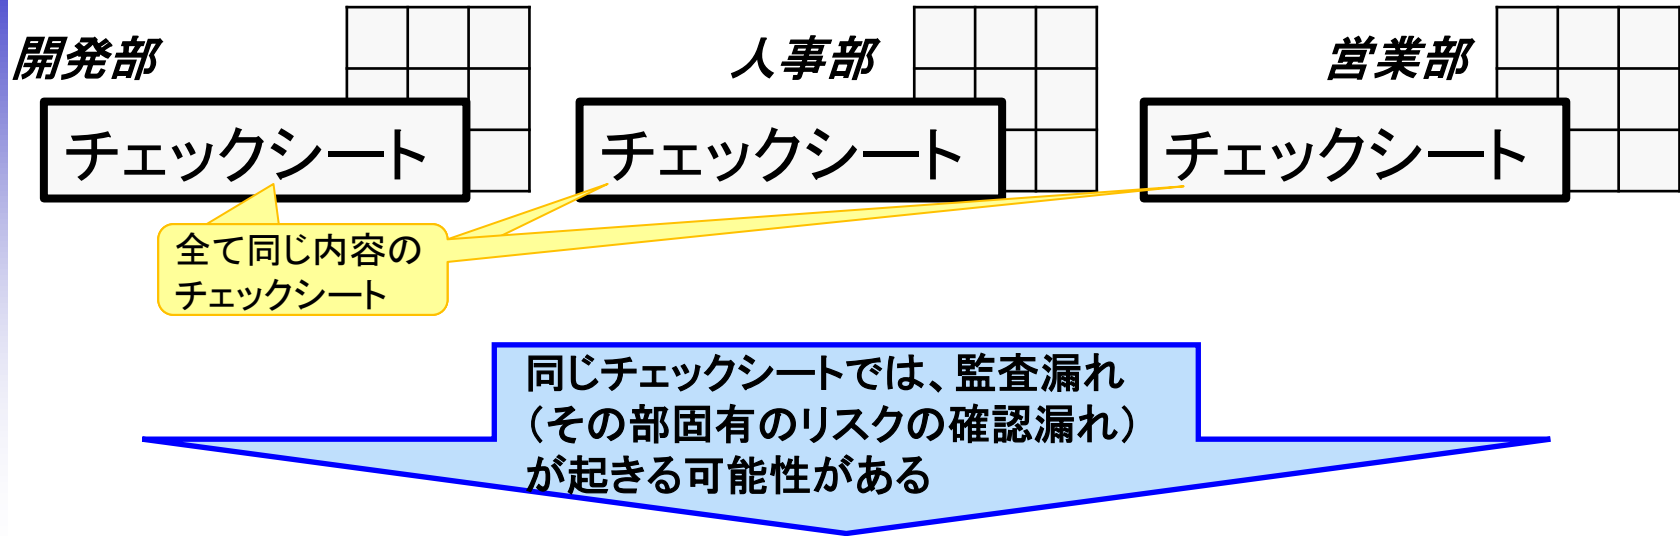 開発部
人事部
営業部
チェックシート
チェックシート
チェックシート
全て同じ内容の
チェックシート
同じチェックシートでは、監査漏れ
（その部固有のリスクの確認漏れ）
が起きる可能性がある